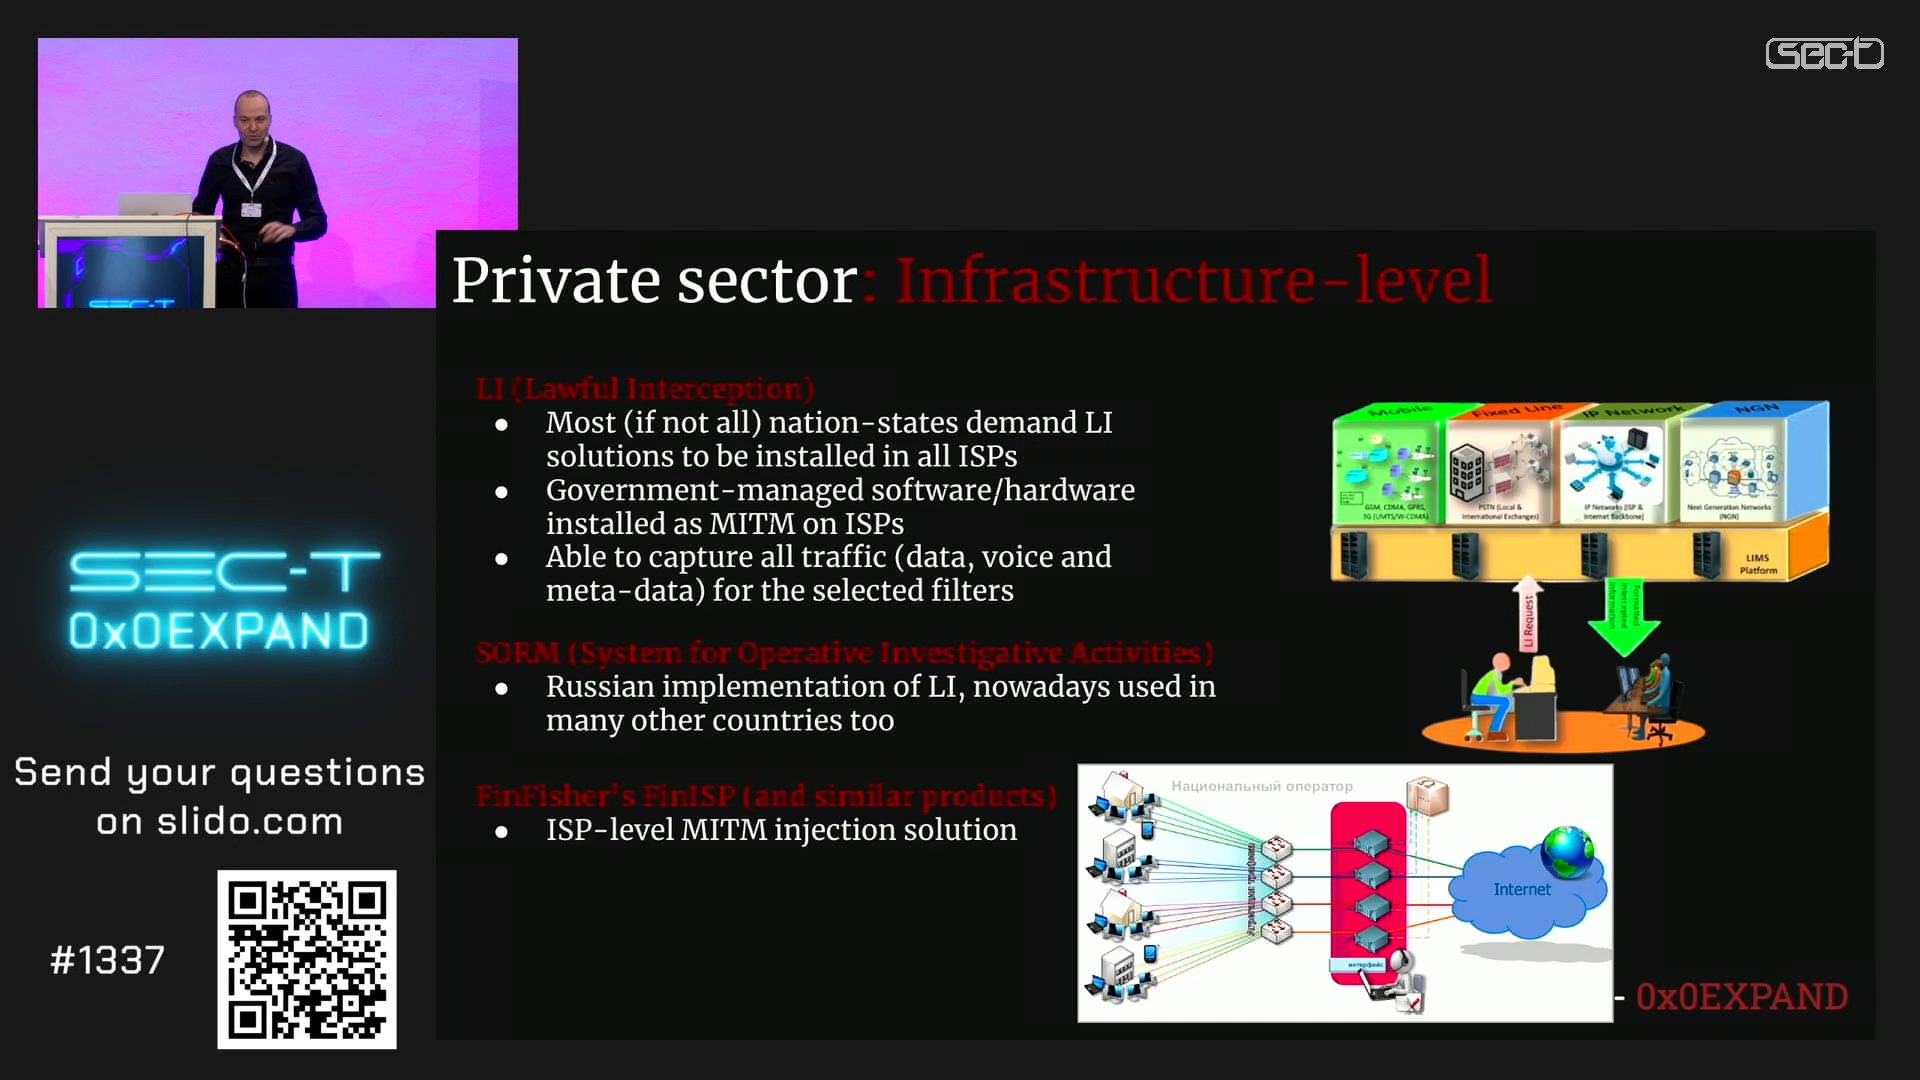 SEC-T
SEC-T
Private sector: Infrastructure-level
LI (Lawful Interception)
● Most (if not all) nation-states demand LI
solutions to be installed in all ISPs
● Government-managed software/hardware
installed as MITM on ISPs
● Able to capture all traffic (data, voice and
meta-data) for the selected filters
SORM (System for Operative Investigative Activities)
● Russian implementation of LI, nowadays used in
many other countries too
FinFisher's FinISP (and similar products)
● ISP-level MITM injection solution
Mobile
Fixed Line
IP Network
NGN
GSM, CDMA, GPRS,
3G (UMTS/W-CDMA)
PSTN (Local &
International Exchanges)
IP Networks (ISP &
Internet Backbone)
Next Generation Networks
(NGN)
LIMS
Platform
LI Request
Formatted
Intercepted
Information
Национальный оператор
Internet
интерфейс
- 0x0EXPAND
SEC-T
0x0EXPAND
Send your questions
on slido.com
#1337